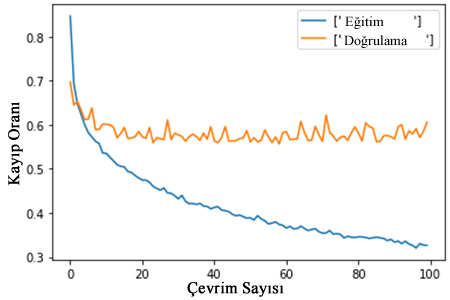 ['Eğitim ']
['Doğrulama ']
Kayıp Oranı
0.8
0.7
0.6
0.5
0.4
0.3
0 20 40 60 80 100
Çevrim Sayısı